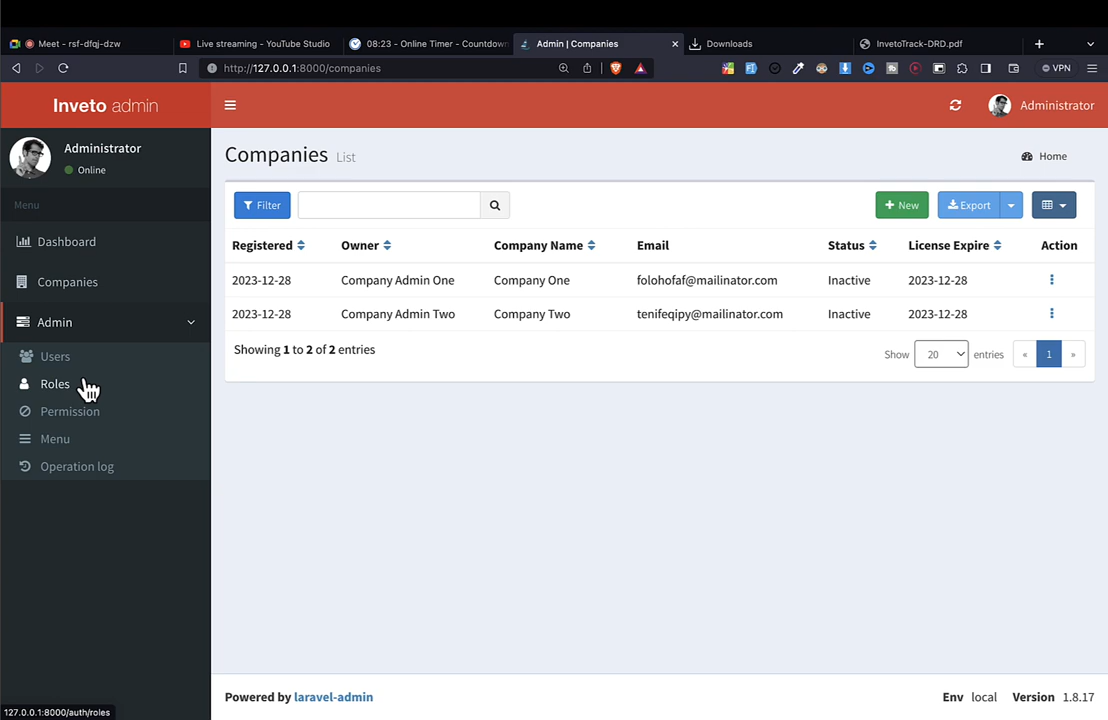 Meet - rsf-dfqj-dzw
Live streaming - YouTube Studio
08:23 - Online Timer - Countdown
Admin | Companies
Downloads
InvetoTrack-DRD.pdf
http://127.0.0.1:8000/companies
VPN
Inveto admin
Administrator
Administrator
Online
Companies List
Home
Menu
Filter
New
Export
Dashboard
Companies
Admin
Users
Roles
Permission
Menu
Operation log
Registered Owner Company Name Email Status License Expire Action
2023-12-28 Company Admin One Company One folohofaf@mailinator.com Inactive 2023-12-28
2023-12-28 Company Admin Two Company Two tenifeqipy@mailinator.com Inactive 2023-12-28
Showing 1 to 2 of 2 entries
Show 20 entries « 1 »
Powered by laravel-admin
Env local Version 1.8.17
127.0.0.1:8000/auth/roles